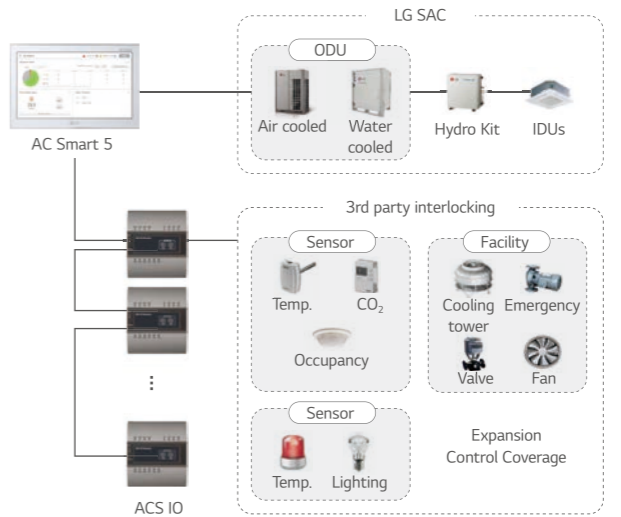 LG SAC
ODU
Air cooled
Water
cooled
Hydro Kit
IDUs
AC Smart 5
3rd party interlocking
Sensor
Temp.
CO₂
Occupancy
Facility
Cooling
tower
Emergency
Valve
Fan
Sensor
Temp.
Lighting
Expansion
Control Coverage
ACS IO